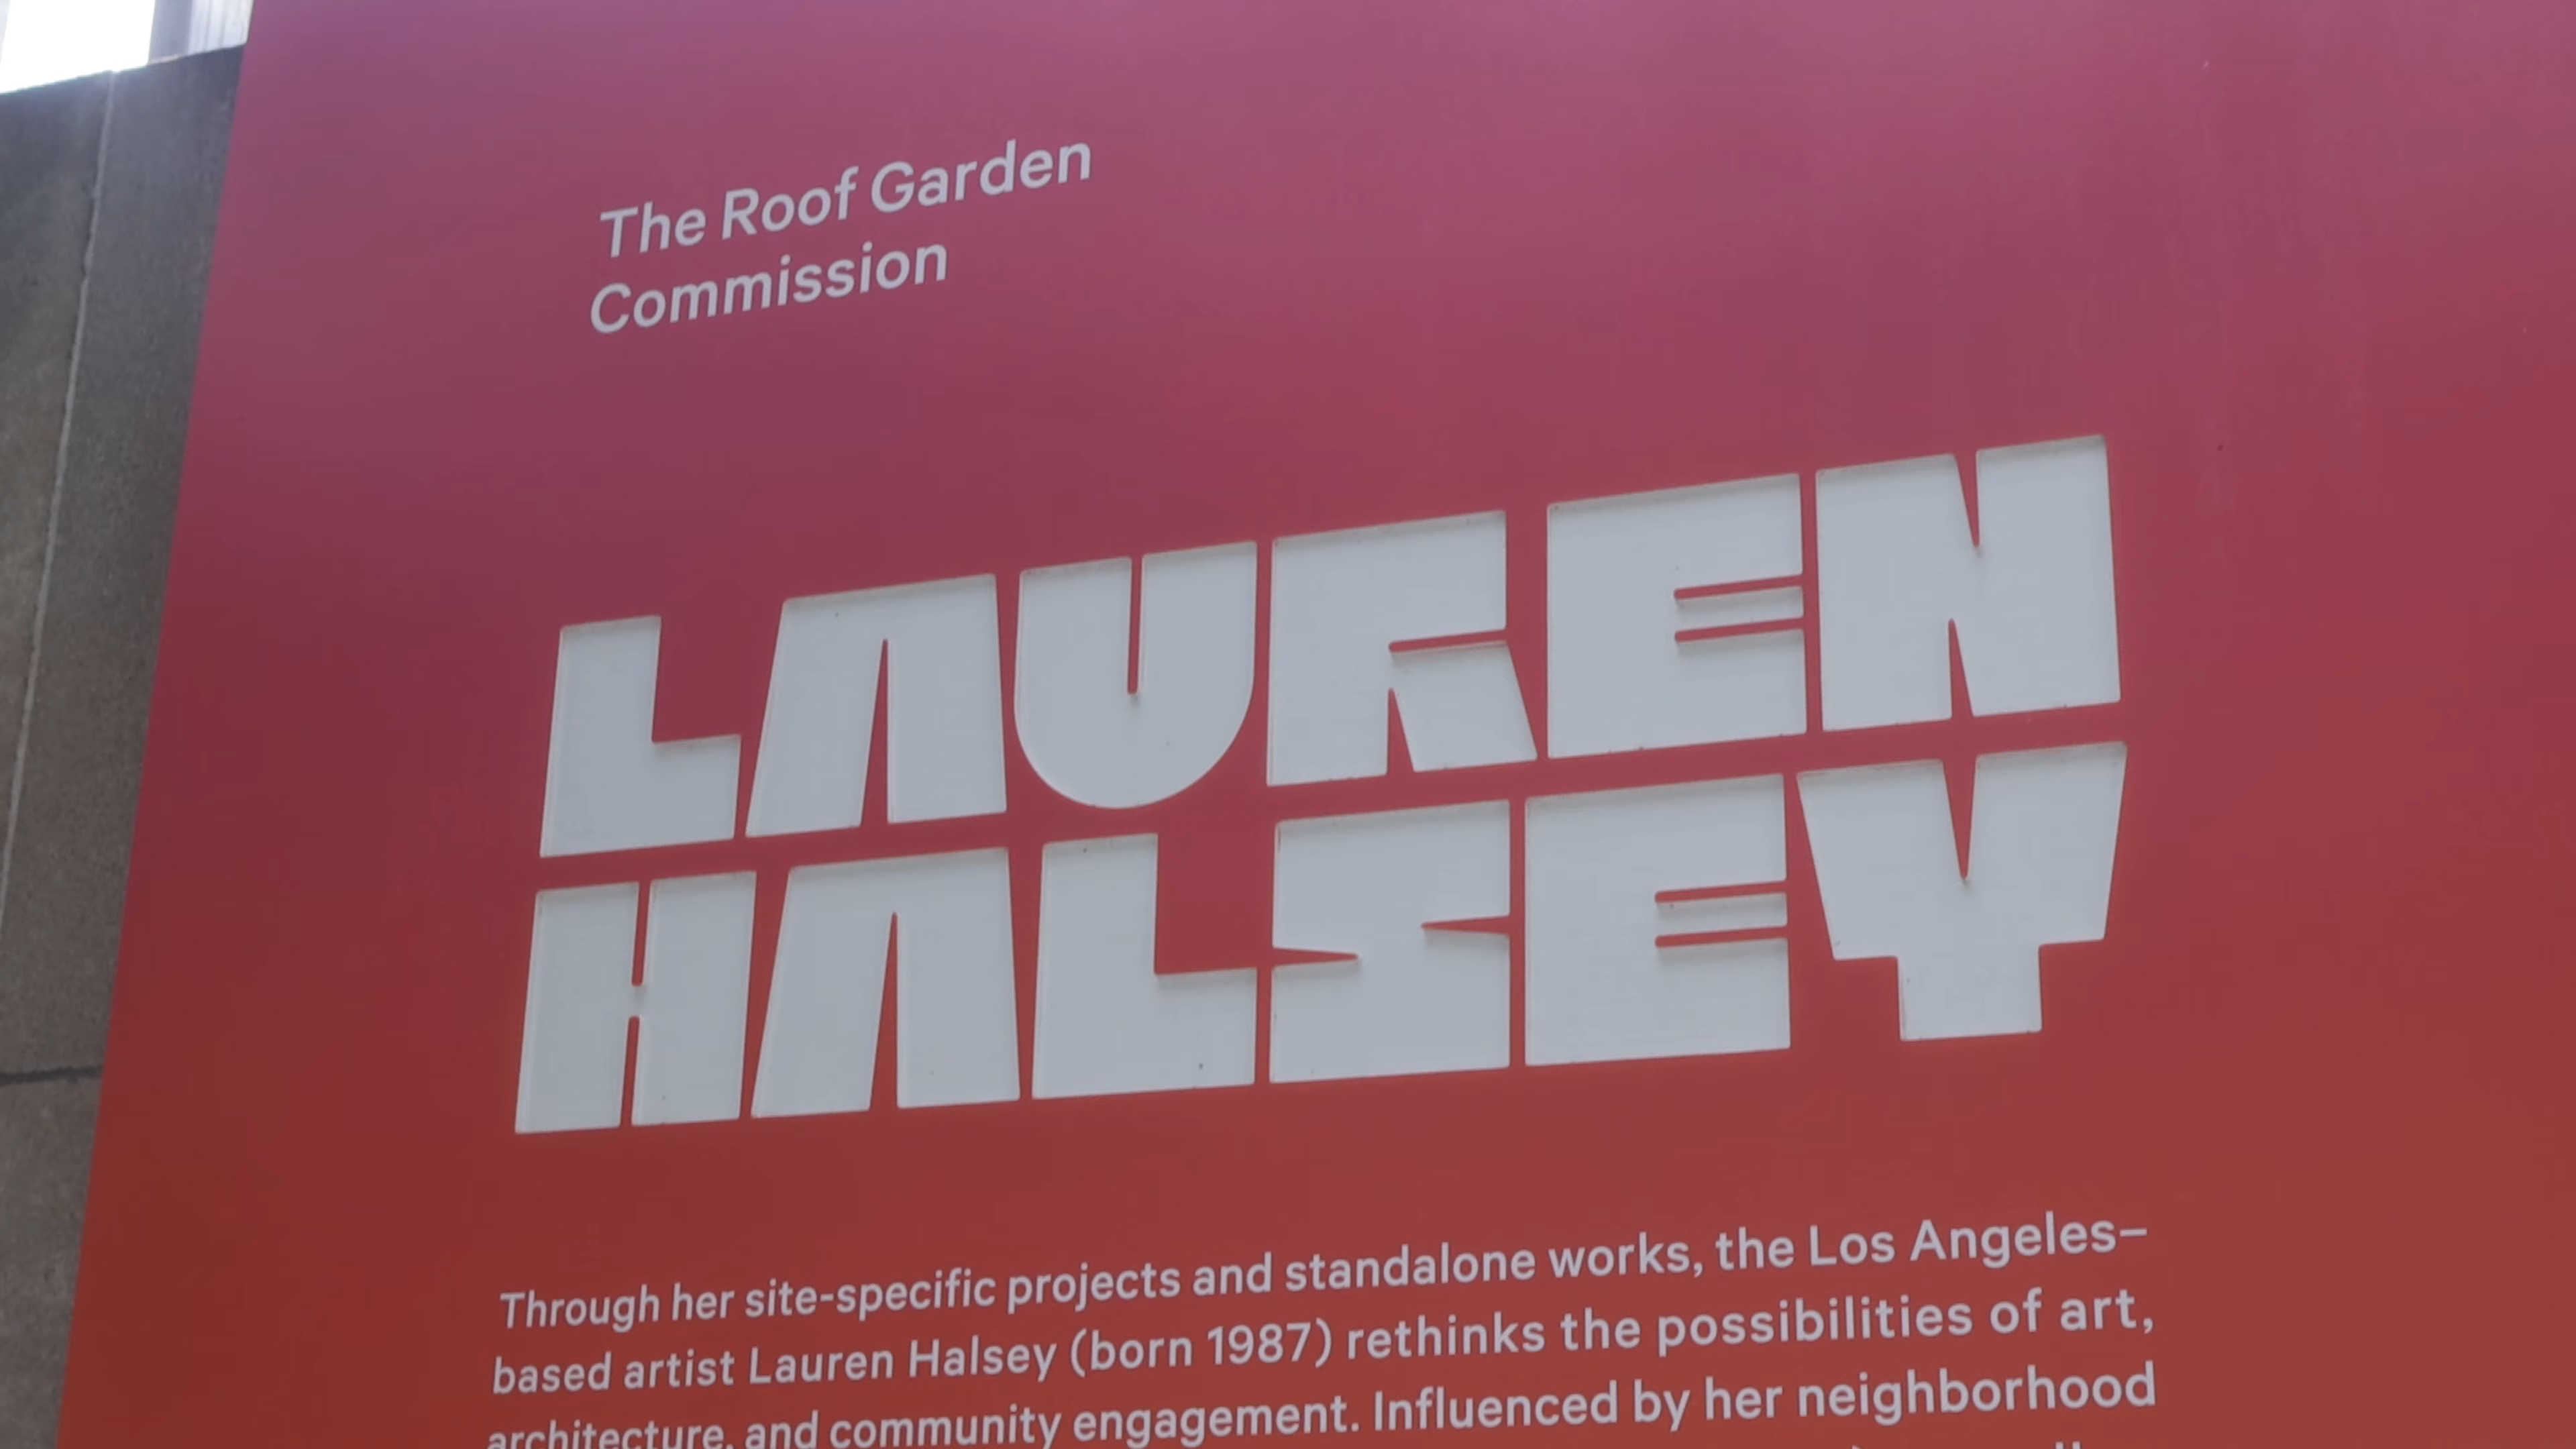 The Roof Garden
Commission
LAUREN
HALSEY
Through her site-specific projects and standalone works, the Los Angeles–
based artist Lauren Halsey (born 1987) rethinks the possibilities of art,
architecture, and community engagement. Influenced by her neighborhood